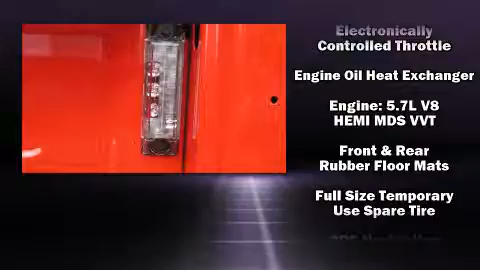 Electronically
Controlled Throttle
Engine Oil Heat Exchanger
Engine: 5.7L V8
HEMI MDS VVT
Front & Rear
Rubber Floor Mats
Full Size Temporary
Use Spare Tire